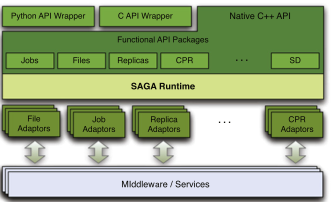 Python API Wrapper
C API Wrapper
Native C++ API
Functional API Packages
Jobs
Files
Replicas
CPR
. . .
SD
SAGA Runtime
File
Adaptors
Job
Adaptors
Replica
Adaptors
. . .
CPR
Adaptors
MIddleware / Services